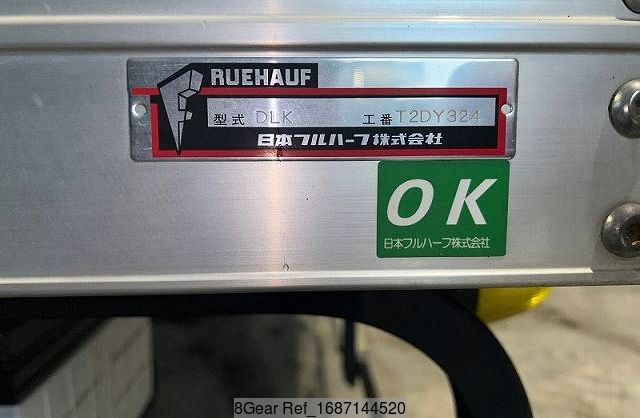 RUEHAUF
型式 DLK 工番 T2DY324
日本フルハーフ株式会社
OK
日本フルハーフ株式会社
8Gear Ref_1687144520